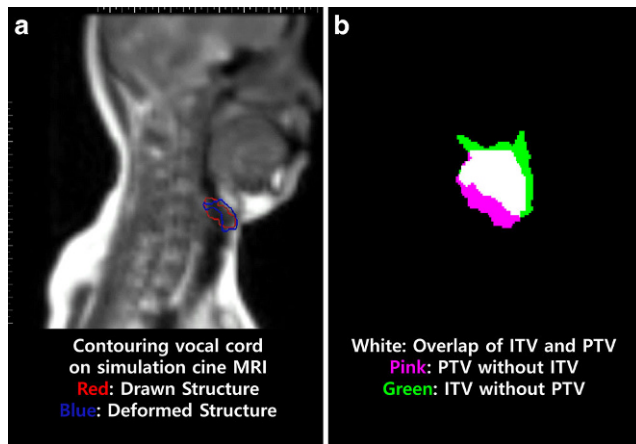 a
Contouring vocal cord
on simulation cine MRI
Red: Drawn Structure
Blue: Deformed Structure
b
White: Overlap of ITV and PTV
Pink: PTV without ITV
Green: ITV without PTV